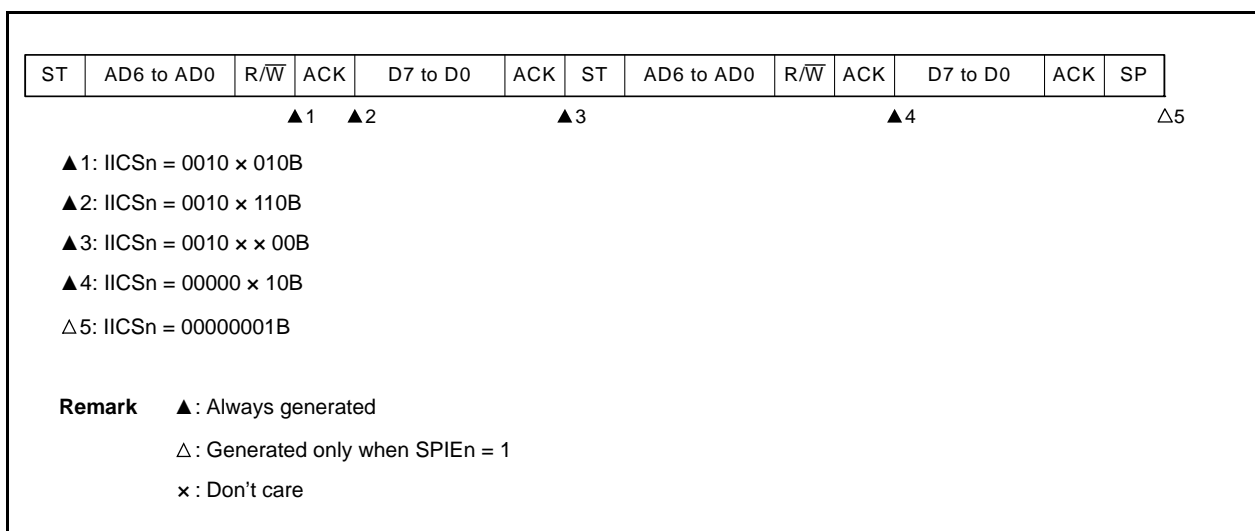 ST AD6 to AD0 R/W̅ ACK D7 to D0 ACK ST AD6 to AD0 R/W̅ ACK D7 to D0 ACK SP
▲1 ▲2 ▲3 ▲4 △5
▲1: IICSn = 0010 × 010B
▲2: IICSn = 0010 × 110B
▲3: IICSn = 0010 × × 00B
▲4: IICSn = 00000 × 10B
△5: IICSn = 00000001B
Remark ▲: Always generated
△: Generated only when SPIEn = 1
×: Don't care